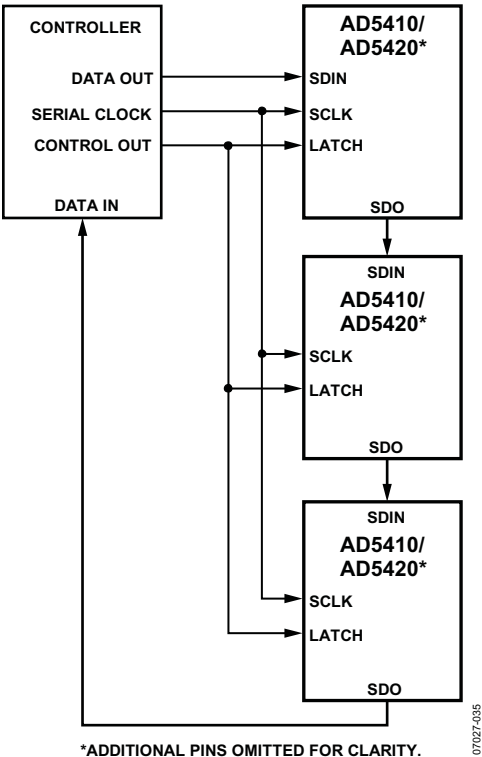 CONTROLLER
DATA OUT
SERIAL CLOCK
CONTROL OUT
DATA IN
AD5410/
AD5420*
SDIN
SCLK
LATCH
SDO
SDIN
AD5410/
AD5420*
SCLK
LATCH
SDO
SDIN
AD5410/
AD5420*
SCLK
LATCH
SDO
*ADDITIONAL PINS OMITTED FOR CLARITY.
07027-035